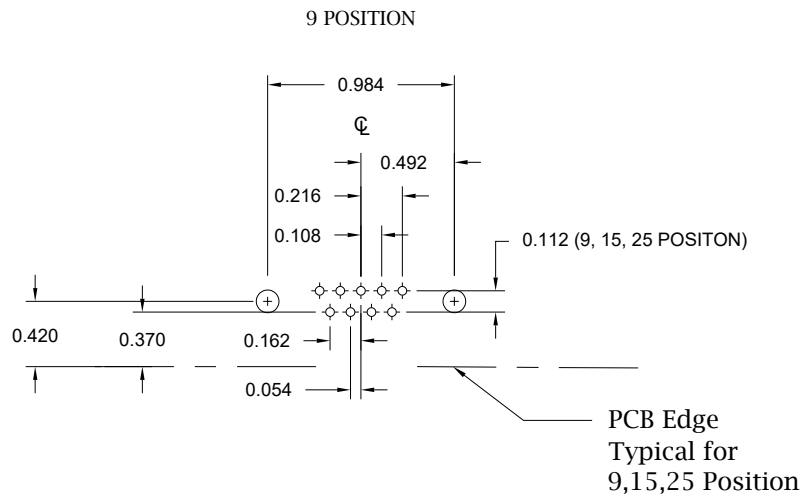 9 POSITION
0.984
℄
0.492
0.216
0.108
0.112 (9, 15, 25 POSITON)
0.420
0.370
0.162
0.054
PCB Edge
Typical for
9,15,25 Position